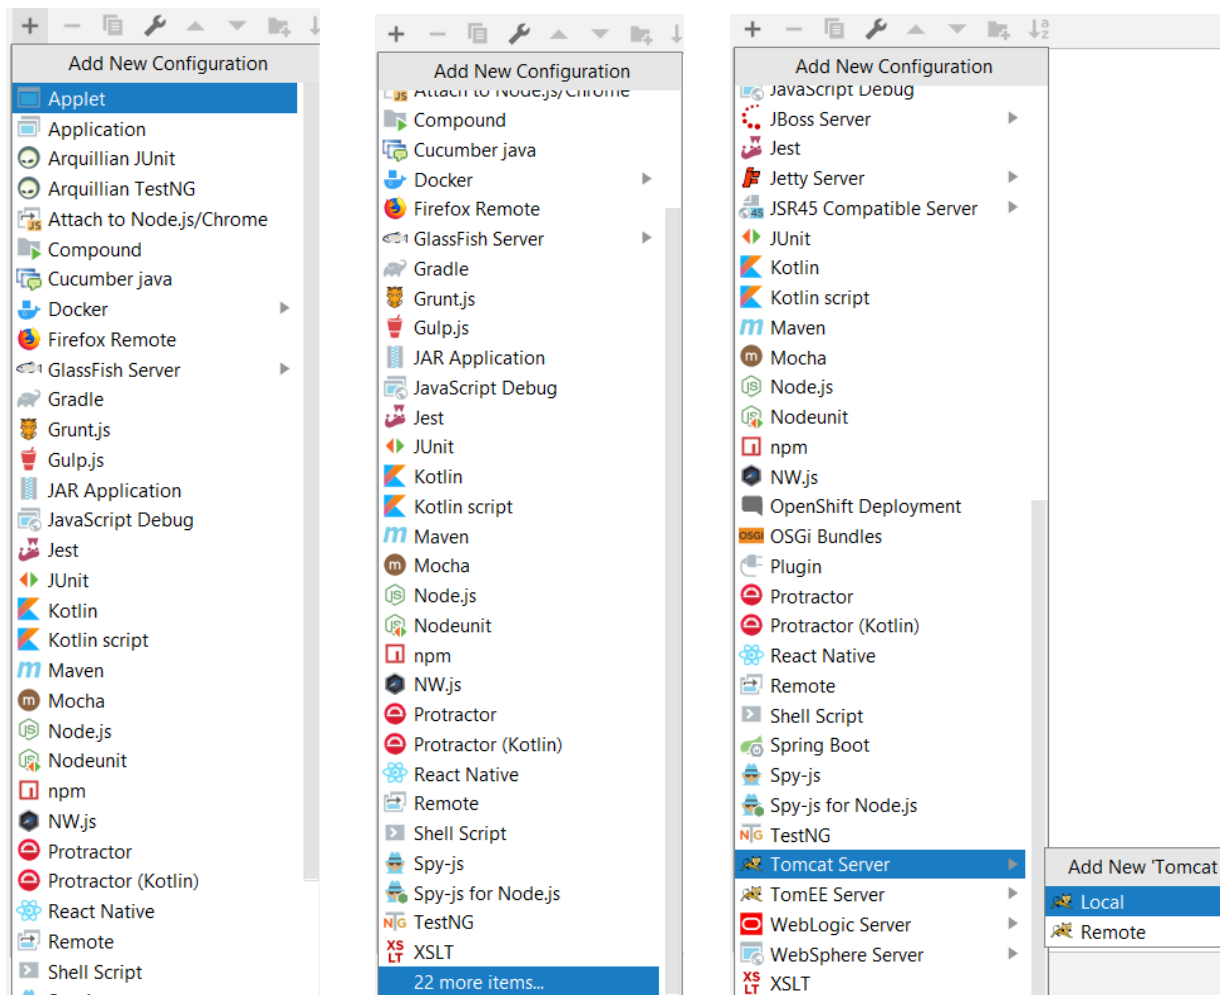 Add New Configuration
Applet
Application
Arquillian JUnit
Arquillian TestNG
Attach to Node.js/Chrome
Compound
Cucumber java
Docker
Firefox Remote
GlassFish Server
Gradle
Grunt.js
Gulp.js
JAR Application
JavaScript Debug
Jest
JUnit
Kotlin
Kotlin script
Maven
Mocha
Node.js
Nodeunit
npm
NW.js
Protractor
Protractor (Kotlin)
React Native
Remote
Shell Script
Add New Configuration
Attach to Node.js/Chrome
Compound
Cucumber java
Docker
Firefox Remote
GlassFish Server
Gradle
Grunt.js
Gulp.js
JAR Application
JavaScript Debug
Jest
JUnit
Kotlin
Kotlin script
Maven
Mocha
Node.js
Nodeunit
npm
NW.js
Protractor
Protractor (Kotlin)
React Native
Remote
Shell Script
Spy-js
Spy-js for Node.js
TestNG
XSLT
22 more items...
Add New Configuration
JavaScript Debug
JBoss Server
Jest
Jetty Server
JSR45 Compatible Server
JUnit
Kotlin
Kotlin script
Maven
Mocha
Node.js
Nodeunit
npm
NW.js
OpenShift Deployment
OSGi Bundles
Plugin
Protractor
Protractor (Kotlin)
React Native
Remote
Shell Script
Spring Boot
Spy-js
Spy-js for Node.js
TestNG
Tomcat Server
TomEE Server
WebLogic Server
WebSphere Server
XSLT
Add New 'Tomcat
Local
Remote